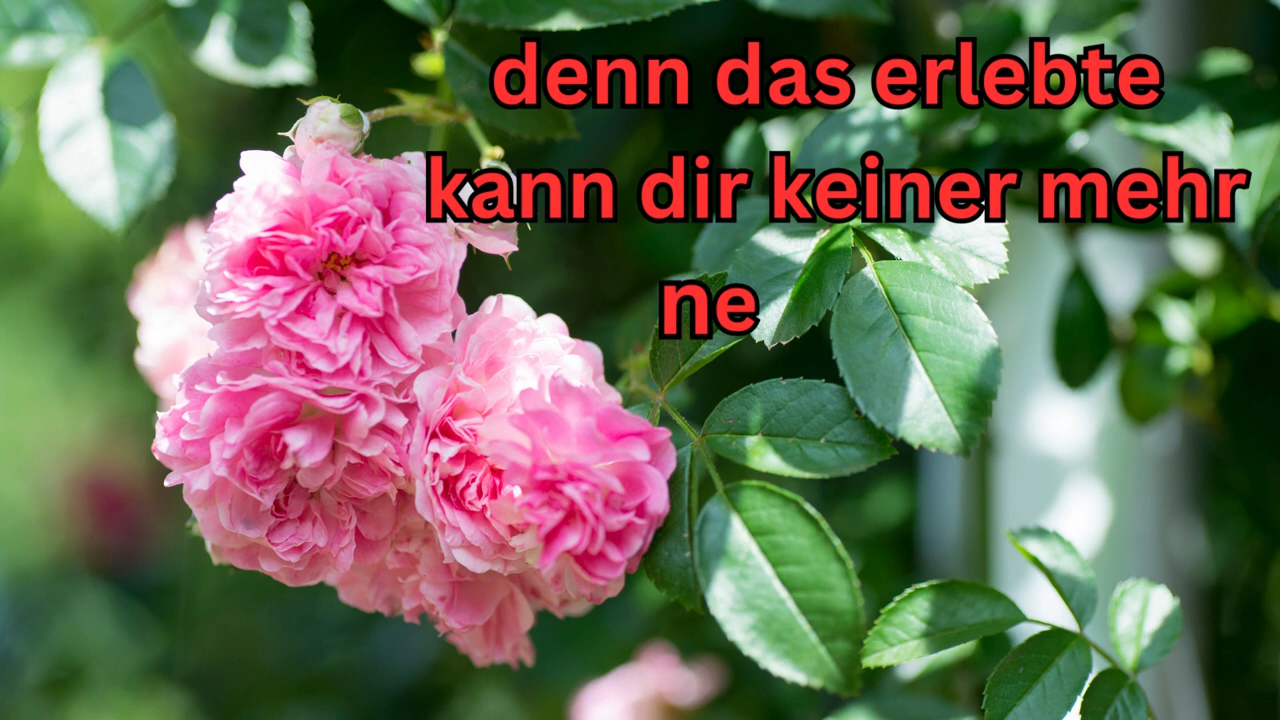 denn das erlebte
kann dir keiner mehr
ne